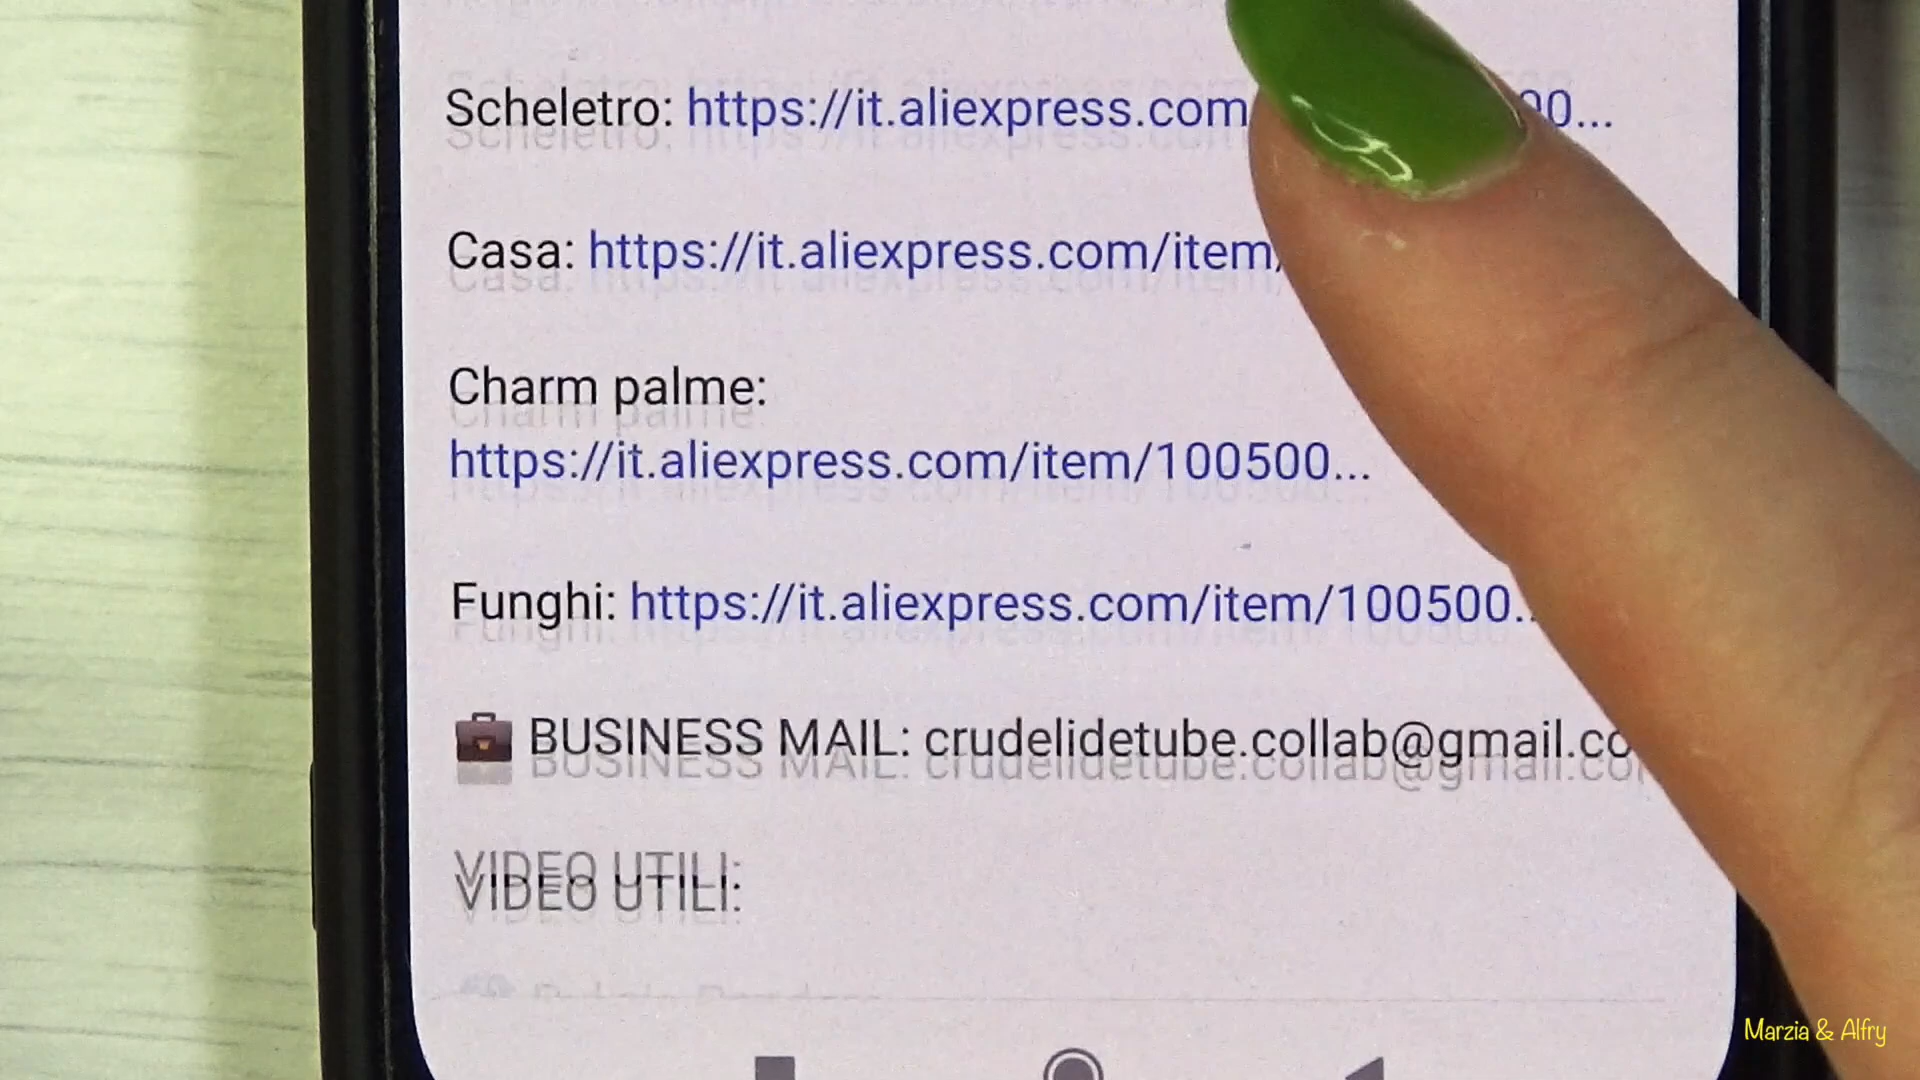 Scheletro: https://it.aliexpress.com 00...
Casa: https://it.aliexpress.com/item/
Charm palme:
https://it.aliexpress.com/item/100500...
Funghi: https://it.aliexpress.com/item/100500...
BUSINESS MAIL: crudelidetube.collab@gmail.co
VIDEO UTILI:
Marzia & Alfry